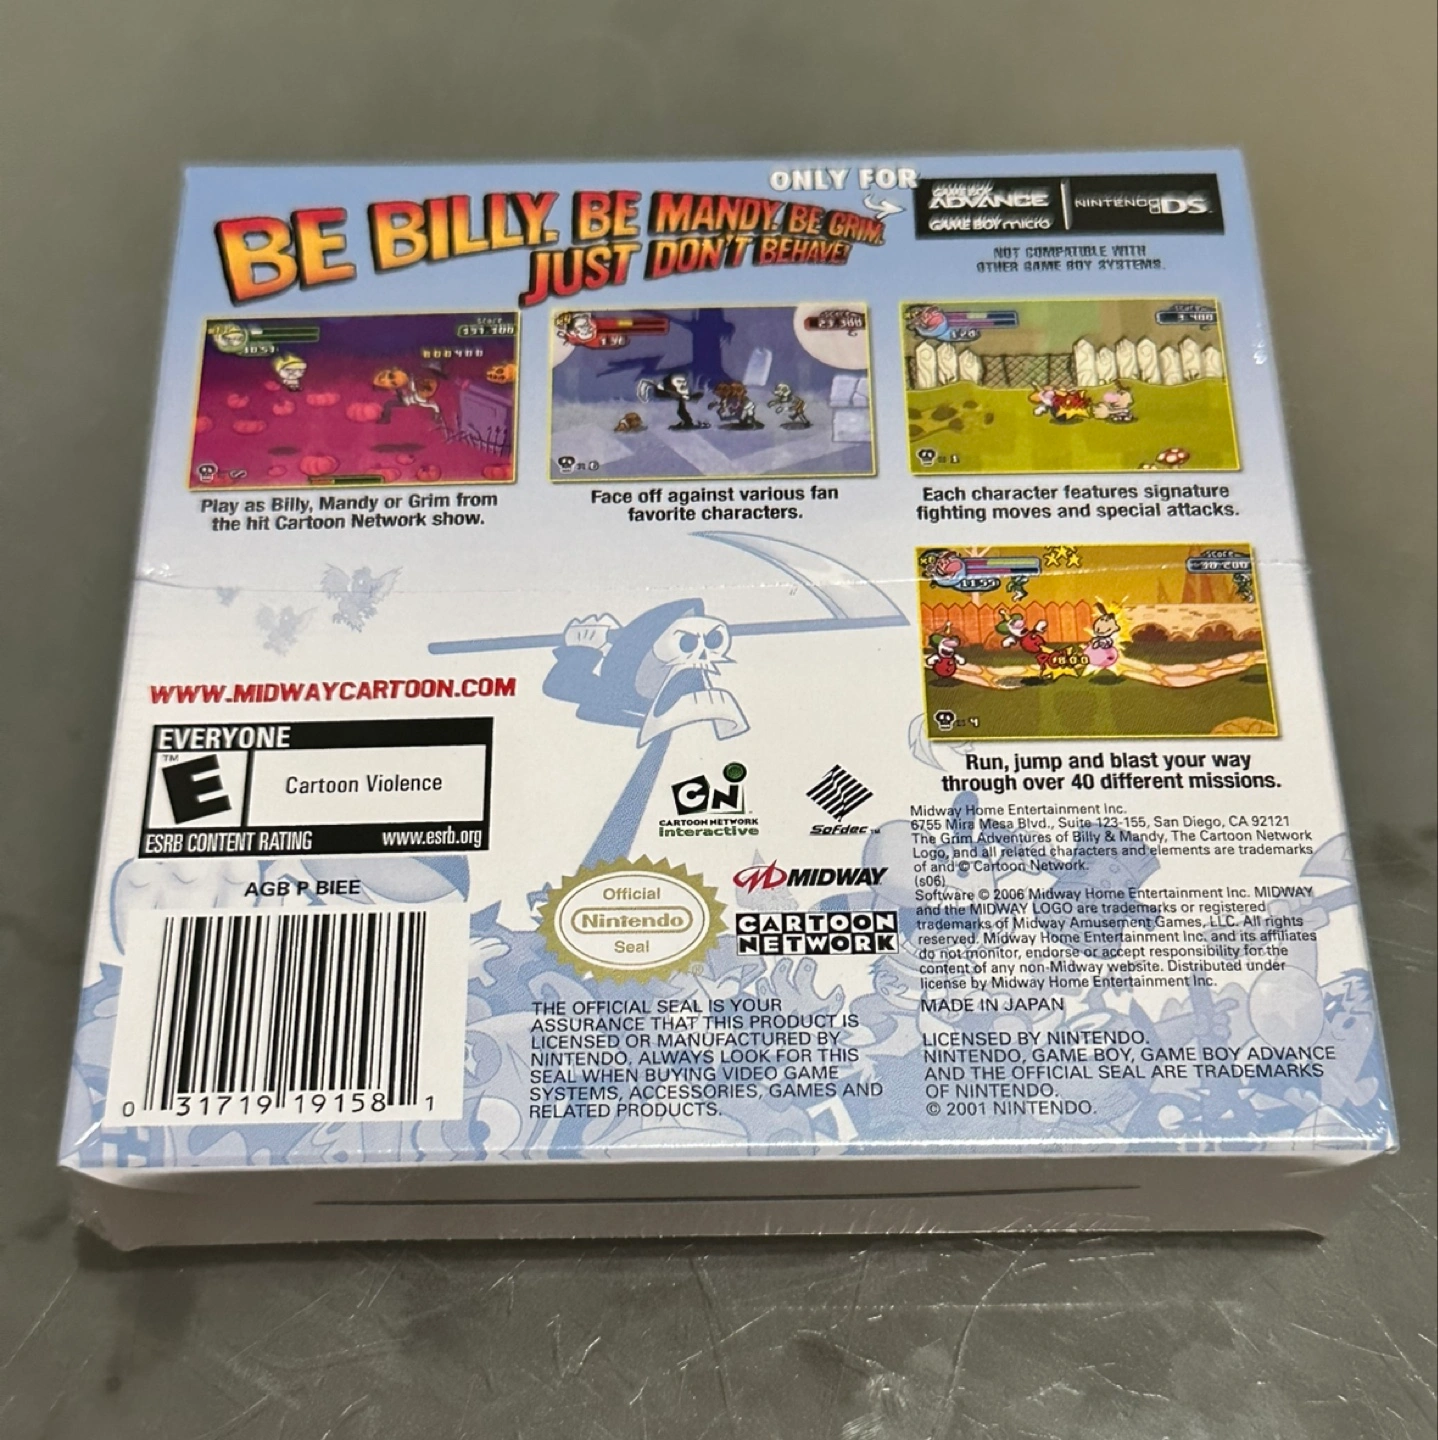 ONLY FOR
GAME BOY ADVANCE
GAME BOY micro
NINTENDO DS
NOT COMPATIBLE WITH
OTHER GAME BOY SYSTEMS.
BE BILLY. BE MANDY. BE GRIM.
JUST DON'T BEHAVE!
Play as Billy, Mandy or Grim from
the hit Cartoon Network show.
Face off against various fan
favorite characters.
Each character features signature
fighting moves and special attacks.
Run, jump and blast your way
through over 40 different missions.
WWW.MIDWAYCARTOON.COM
EVERYONE
E
TM
Cartoon Violence
ESRB CONTENT RATING
www.esrb.org
AGB P BIEE
0 31719 19158 1
CN
CARTOON NETWORK
interactive
Sofdec TM
MIDWAY
CARTOON
NETWORK
Official
Nintendo
Seal
®
THE OFFICIAL SEAL IS YOUR
ASSURANCE THAT THIS PRODUCT IS
LICENSED OR MANUFACTURED BY
NINTENDO. ALWAYS LOOK FOR THIS
SEAL WHEN BUYING VIDEO GAME
SYSTEMS, ACCESSORIES, GAMES AND
RELATED PRODUCTS.
Midway Home Entertainment Inc.
6755 Mira Mesa Blvd., Suite 123-155, San Diego, CA 92121
The Grim Adventures of Billy & Mandy, The Cartoon Network
Logo, and all related characters and elements are trademarks
of and © Cartoon Network.
(s06)
Software © 2006 Midway Home Entertainment Inc. MIDWAY
and the MIDWAY LOGO are trademarks or registered
trademarks of Midway Amusement Games, LLC. All rights
reserved. Midway Home Entertainment Inc. and its affiliates
do not monitor, endorse or accept responsibility for the
content of any non-Midway website. Distributed under
license by Midway Home Entertainment Inc.
MADE IN JAPAN
LICENSED BY NINTENDO.
NINTENDO, GAME BOY, GAME BOY ADVANCE
AND THE OFFICIAL SEAL ARE TRADEMARKS
OF NINTENDO.
© 2001 NINTENDO.